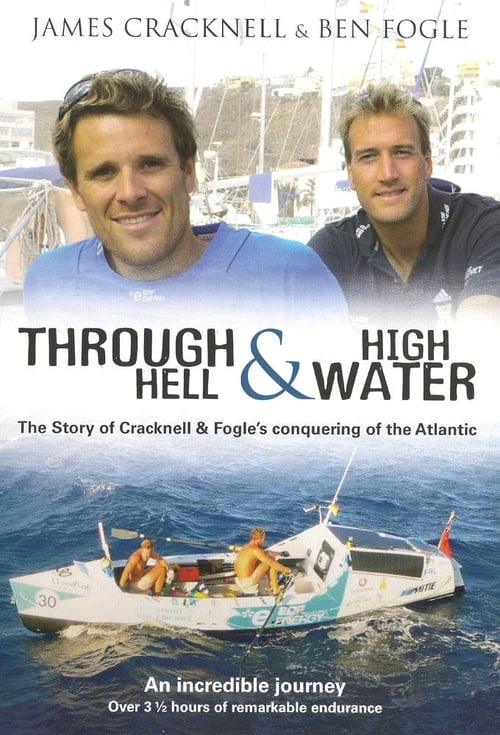 JAMES CRACKNELL & BEN FOGLE
THROUGH HELL & HIGH WATER
The Story of Cracknell & Fogle's conquering of the Atlantic
30
EDF ENERGY
MITIE
An incredible journey
Over 3 ½ hours of remarkable endurance